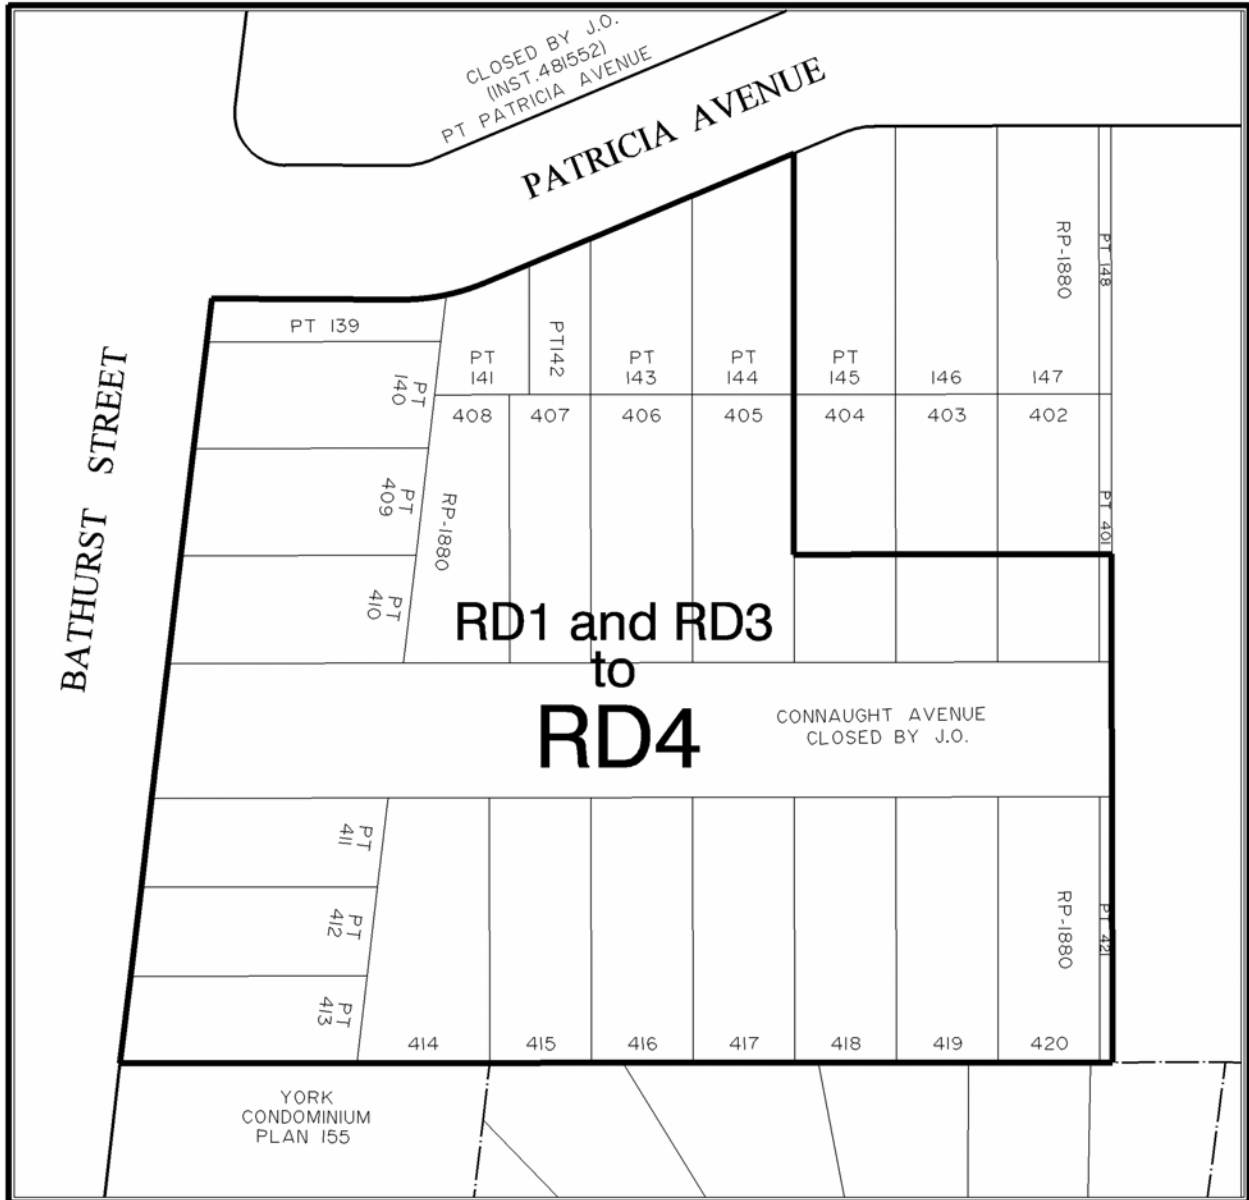 CLOSED BY J.O.
(INST.481552)
PT PATRICIA AVENUE
PATRICIA AVENUE
BATHURST STREET
PT 139
PT
140
PT
409
PT
410
RP-1880
PT
141
PT142
PT
143
PT
144
PT
145
146
147
RP-1880
PT 148
408
407
406
405
404
403
402
PT 401
RD1 and RD3
to
RD4
CONNAUGHT AVENUE
CLOSED BY J.O.
PT
411
PT
412
PT
413
414
415
416
417
418
419
420
RP-1880
PT 421
YORK
CONDOMINIUM
PLAN 155